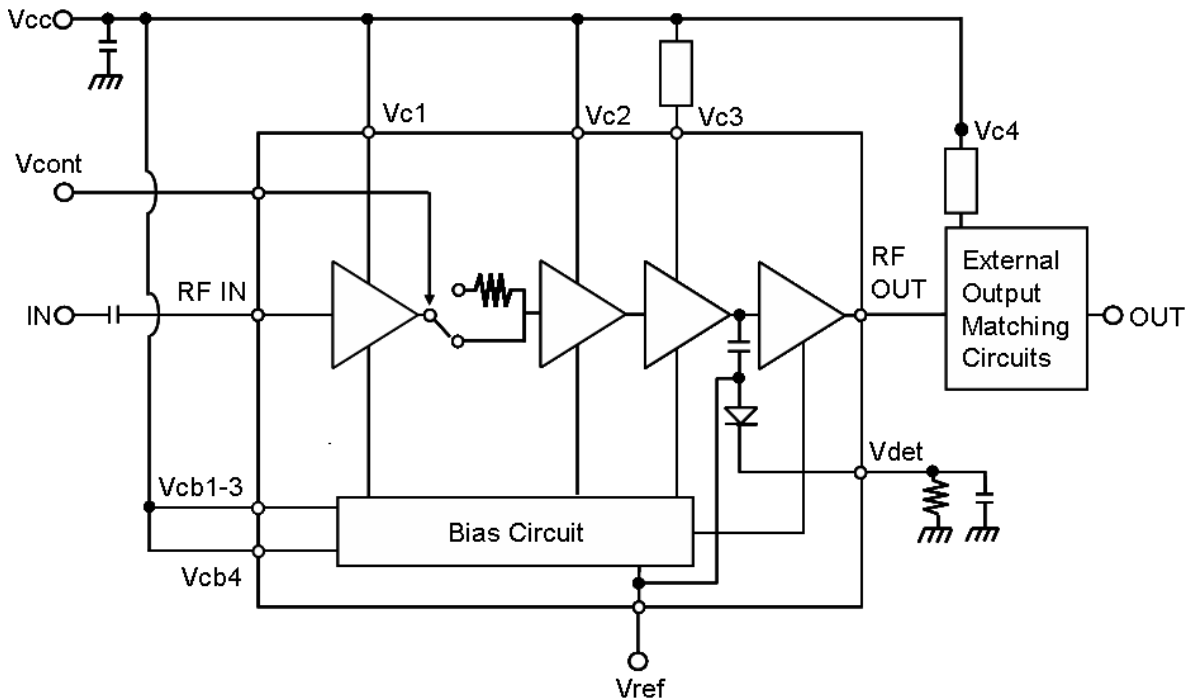 Vcc
Vc1
Vc2
Vc3
Vc4
Vcont
RF IN
RF
OUT
External
Output
Matching
Circuits
IN
OUT
Vdet
Vcb1-3
Bias Circuit
Vcb4
Vref